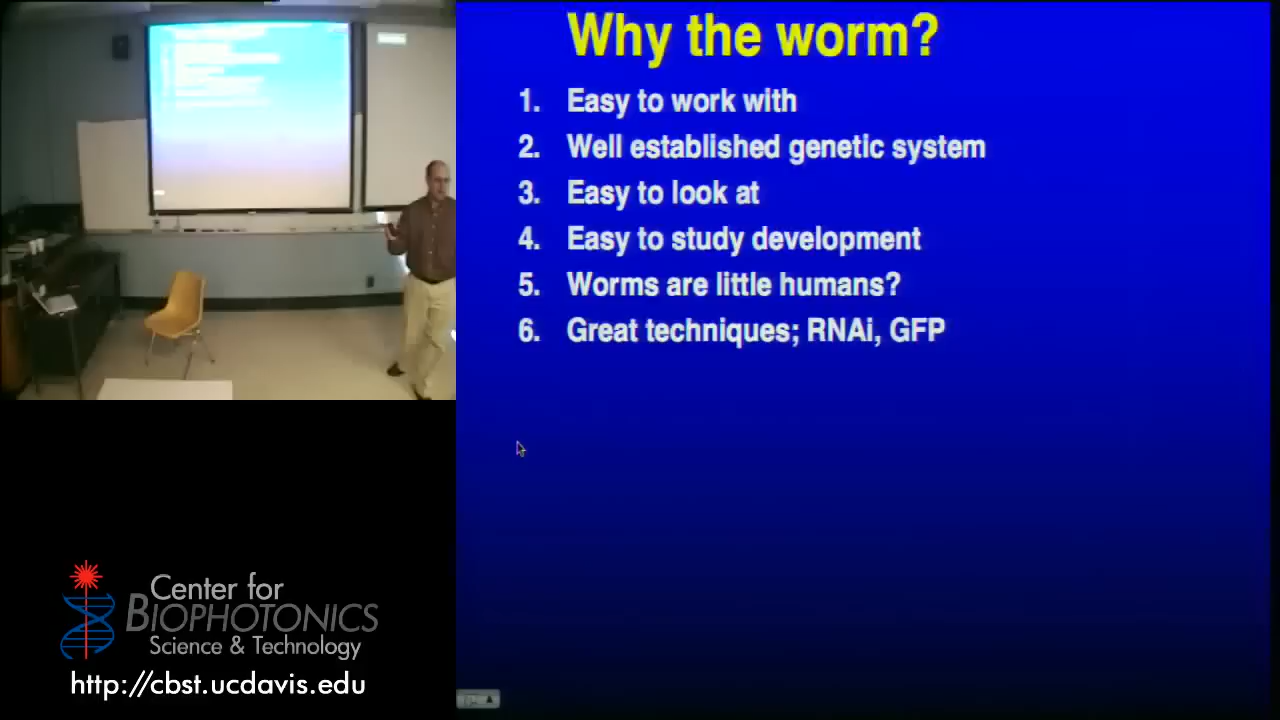 Why the worm?
1. Easy to work with
2. Well established genetic system
3. Easy to look at
4. Easy to study development
5. Worms are little humans?
6. Great techniques; RNAi, GFP
Center for
BIOPHOTONICS
Science & Technology
http://cbst.ucdavis.edu